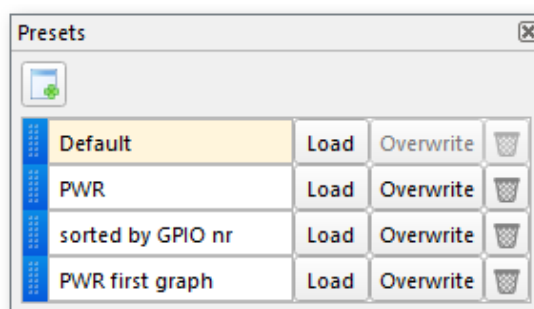 Presets
Default Load Overwrite
PWR Load Overwrite
sorted by GPIO nr Load Overwrite
PWR first graph Load Overwrite